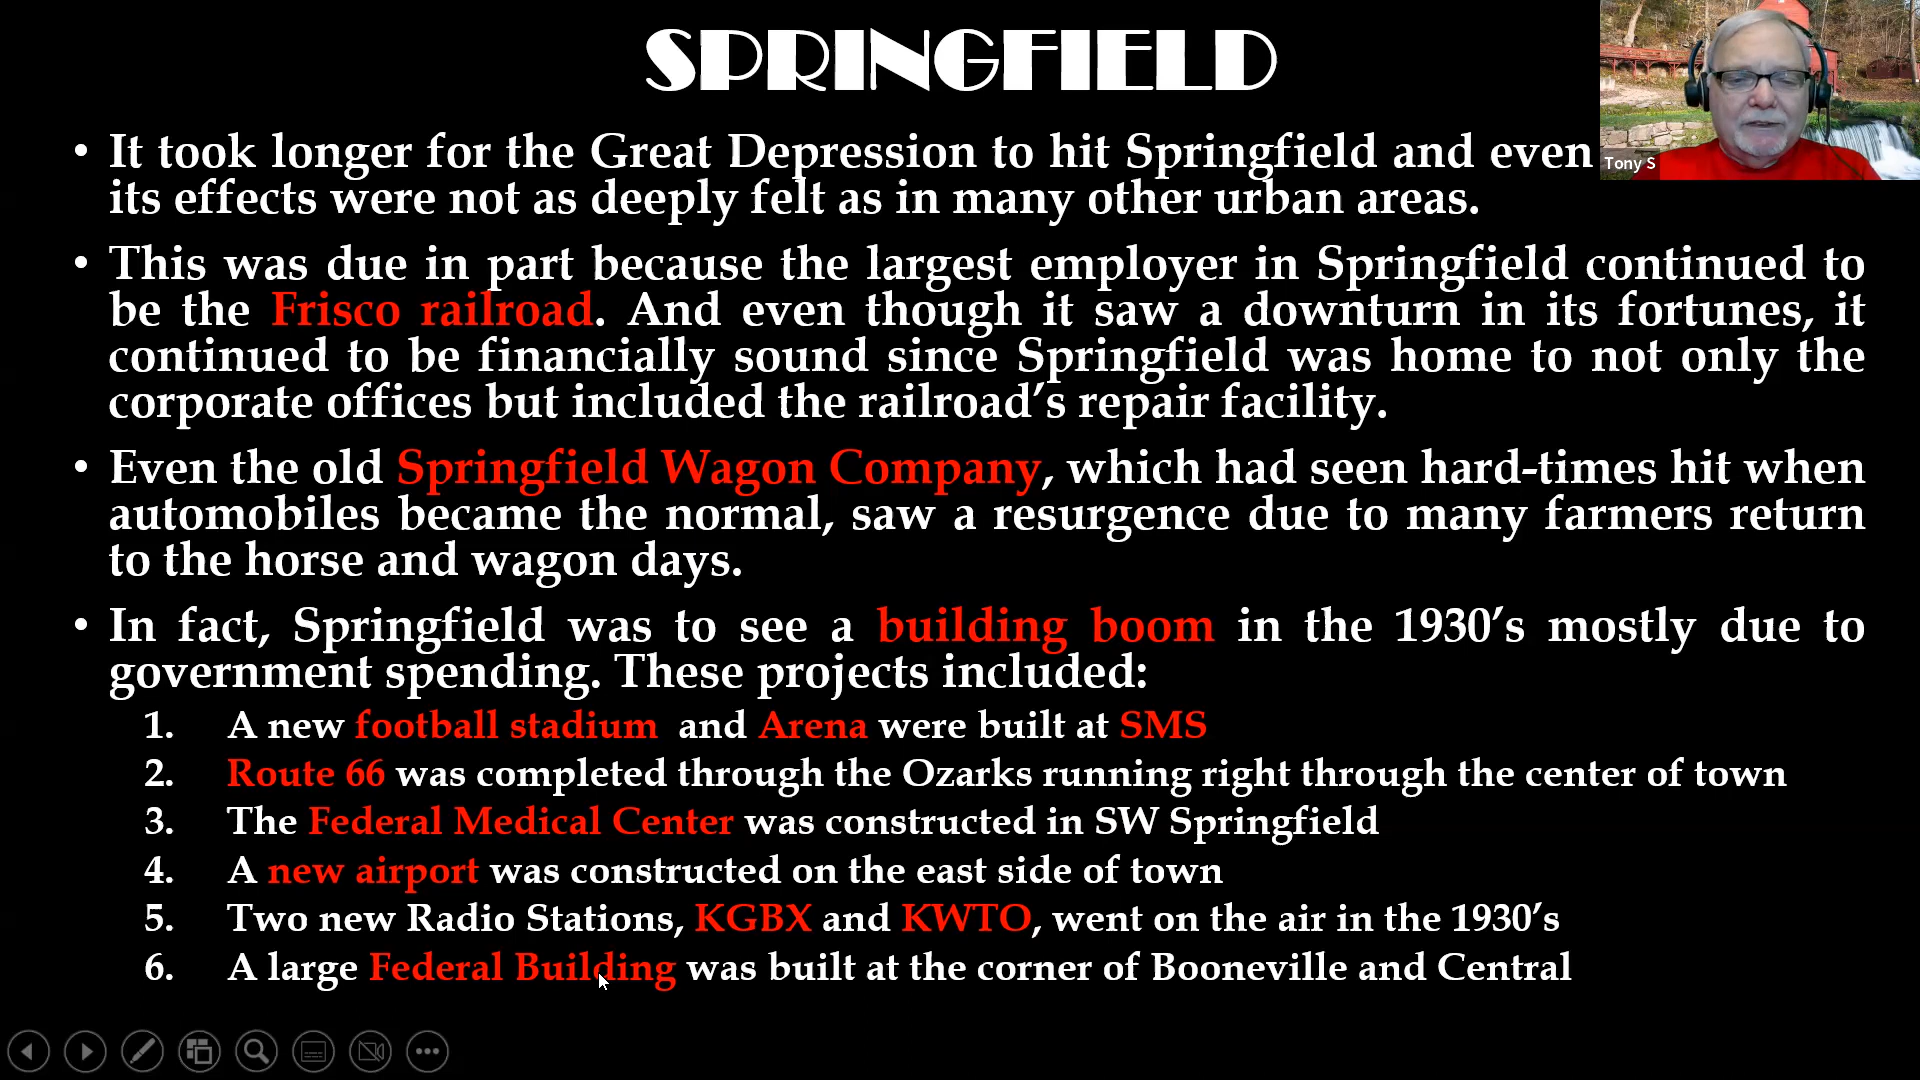 SPRINGFIELD
• It took longer for the Great Depression to hit Springfield and even
its effects were not as deeply felt as in many other urban areas.
• This was due in part because the largest employer in Springfield continued to
be the Frisco railroad. And even though it saw a downturn in its fortunes, it
continued to be financially sound since Springfield was home to not only the
corporate offices but included the railroad’s repair facility.
• Even the old Springfield Wagon Company, which had seen hard-times hit when
automobiles became the normal, saw a resurgence due to many farmers return
to the horse and wagon days.
• In fact, Springfield was to see a building boom in the 1930’s mostly due to
government spending. These projects included:
1. A new football stadium and Arena were built at SMS
2. Route 66 was completed through the Ozarks running right through the center of town
3. The Federal Medical Center was constructed in SW Springfield
4. A new airport was constructed on the east side of town
5. Two new Radio Stations, KGBX and KWTO, went on the air in the 1930’s
6. A large Federal Building was built at the corner of Booneville and Central
Tony S